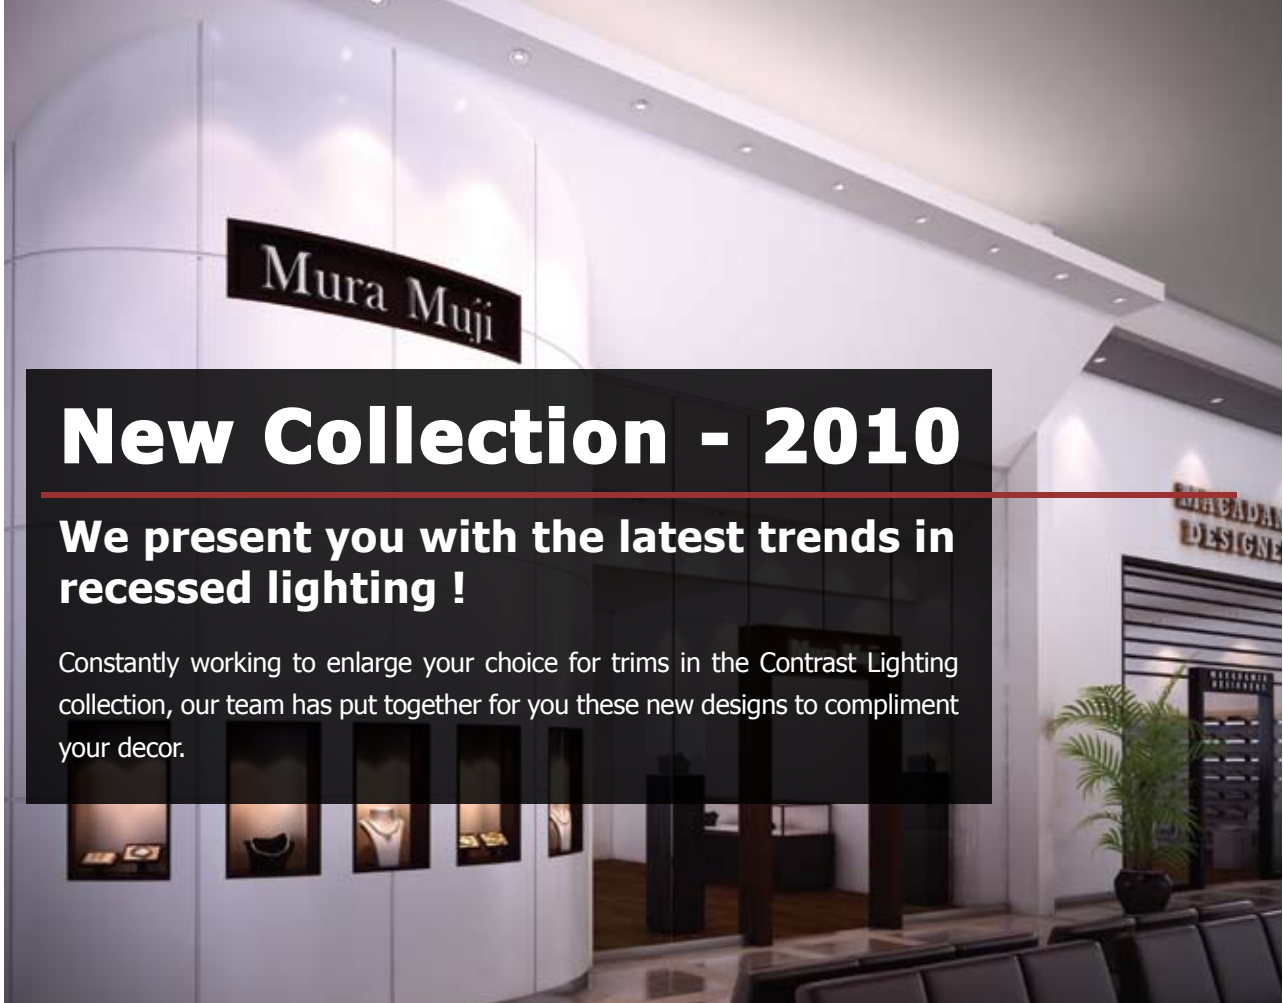 Mura Muji
New Collection - 2010
We present you with the latest trends in
recessed lighting !
Constantly working to enlarge your choice for trims in the Contrast Lighting
collection, our team has put together for you these new designs to compliment
your decor.